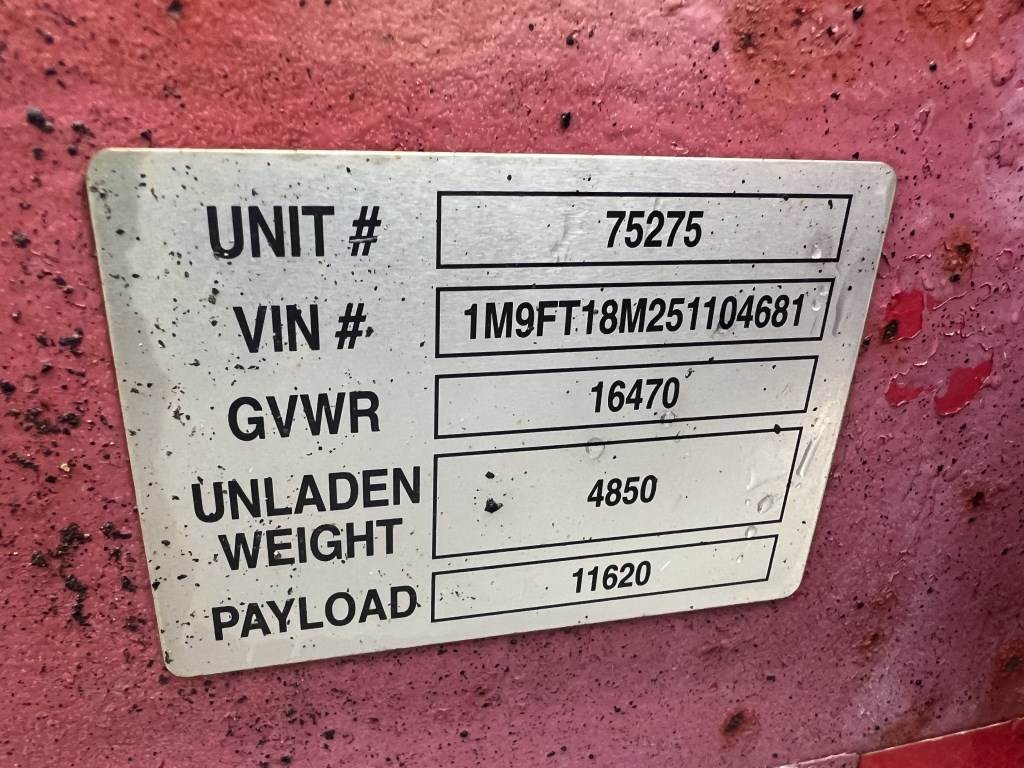 UNIT # 75275
VIN # 1M9FT18M251104681
GVWR 16470
UNLADEN
WEIGHT 4850
PAYLOAD 11620